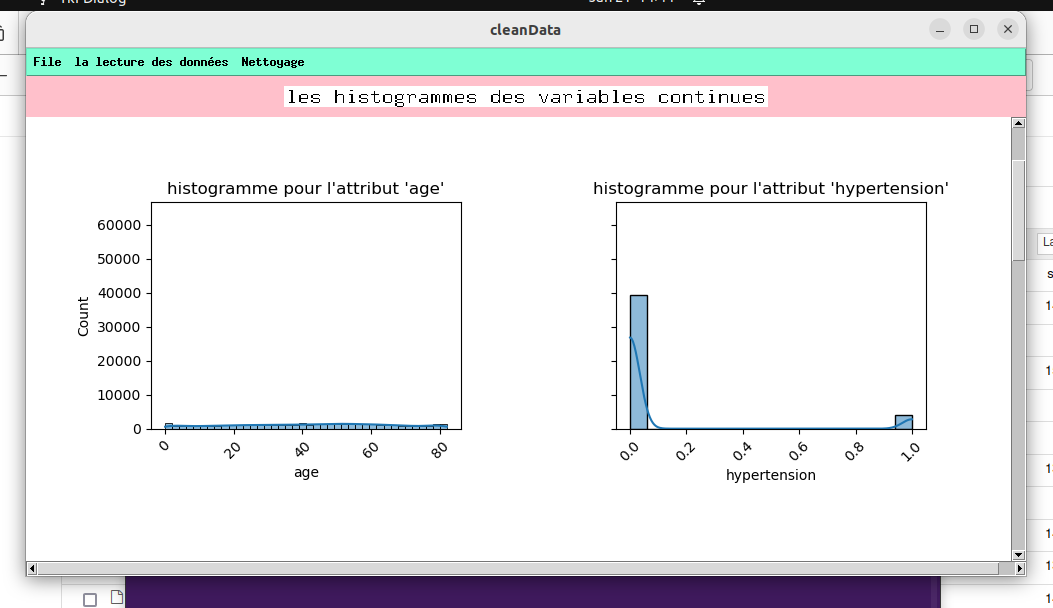 cleanData
File la lecture des données Nettoyage
les histogrammes des variables continues
histogramme pour l'attribut 'age'
60000
50000
40000
30000
20000
10000
0
Count
0 20 40 60 80
age
histogramme pour l'attribut 'hypertension'
0.0 0.2 0.4 0.6 0.8 1.0
hypertension